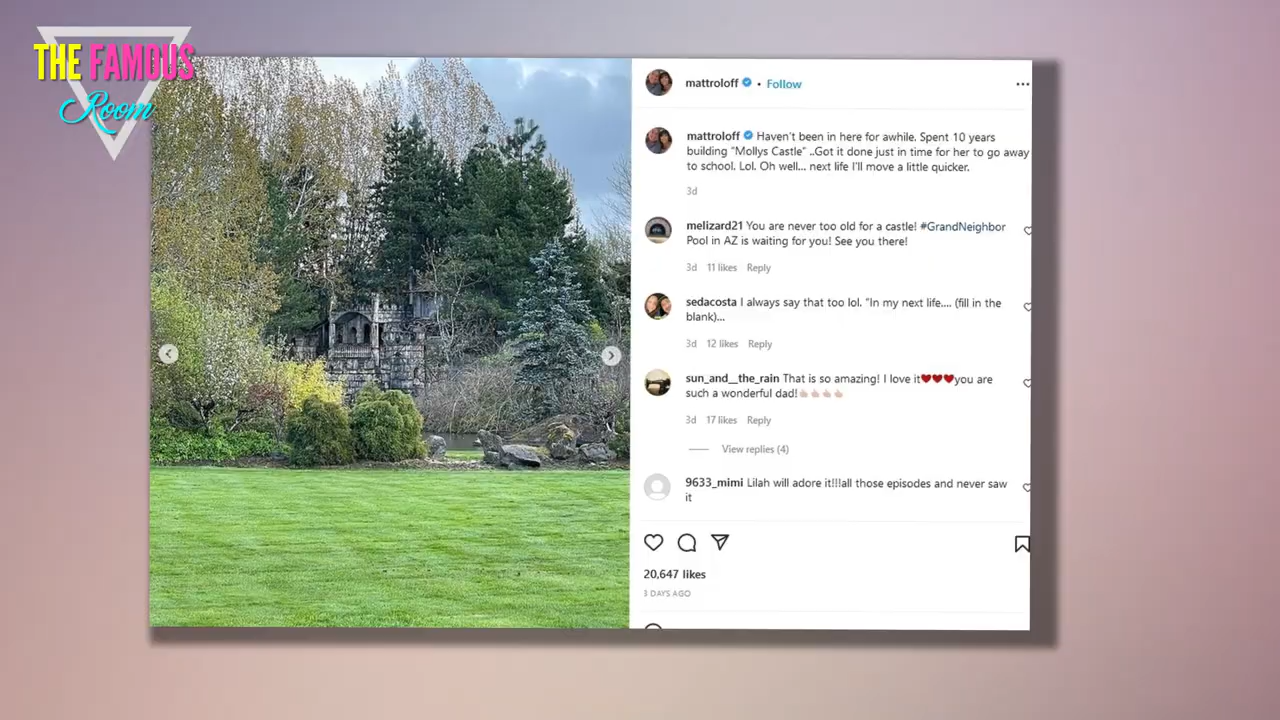 THE FAMOUS
Room
mattroloff • Follow
mattroloff Haven't been in here for awhile. Spent 10 years
building "Mollys Castle" ..Got it done just in time for her to go away
to school. Lol. Oh well... next life I'll move a little quicker.
3d
melizard21 You are never too old for a castle! #GrandNeighbor
Pool in AZ is waiting for you! See you there!
3d 11 likes Reply
sedacosta I always say that too lol. "In my next life.... (fill in the
blank)...
3d 12 likes Reply
sun_and__the_rain That is so amazing! I love it❤❤❤you are
such a wonderful dad!👆🏻👆🏻👆🏻👆🏻
3d 17 likes Reply
View replies (4)
9633_mimi Lilah will adore it!!!all those episodes and never saw
it
20,647 likes
3 DAYS AGO